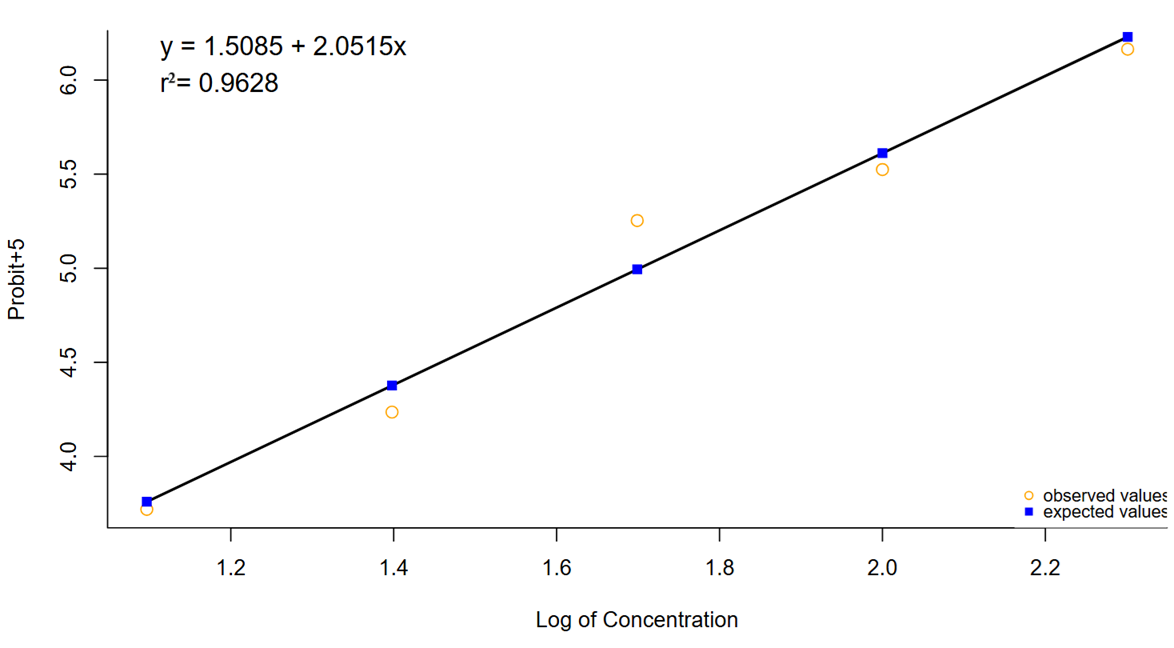 y = 1.5085 + 2.0515x
r²= 0.9628
6.0
5.5
5.0
4.5
4.0
Probit+5
observed values
expected values
1.2 1.4 1.6 1.8 2.0 2.2
Log of Concentration